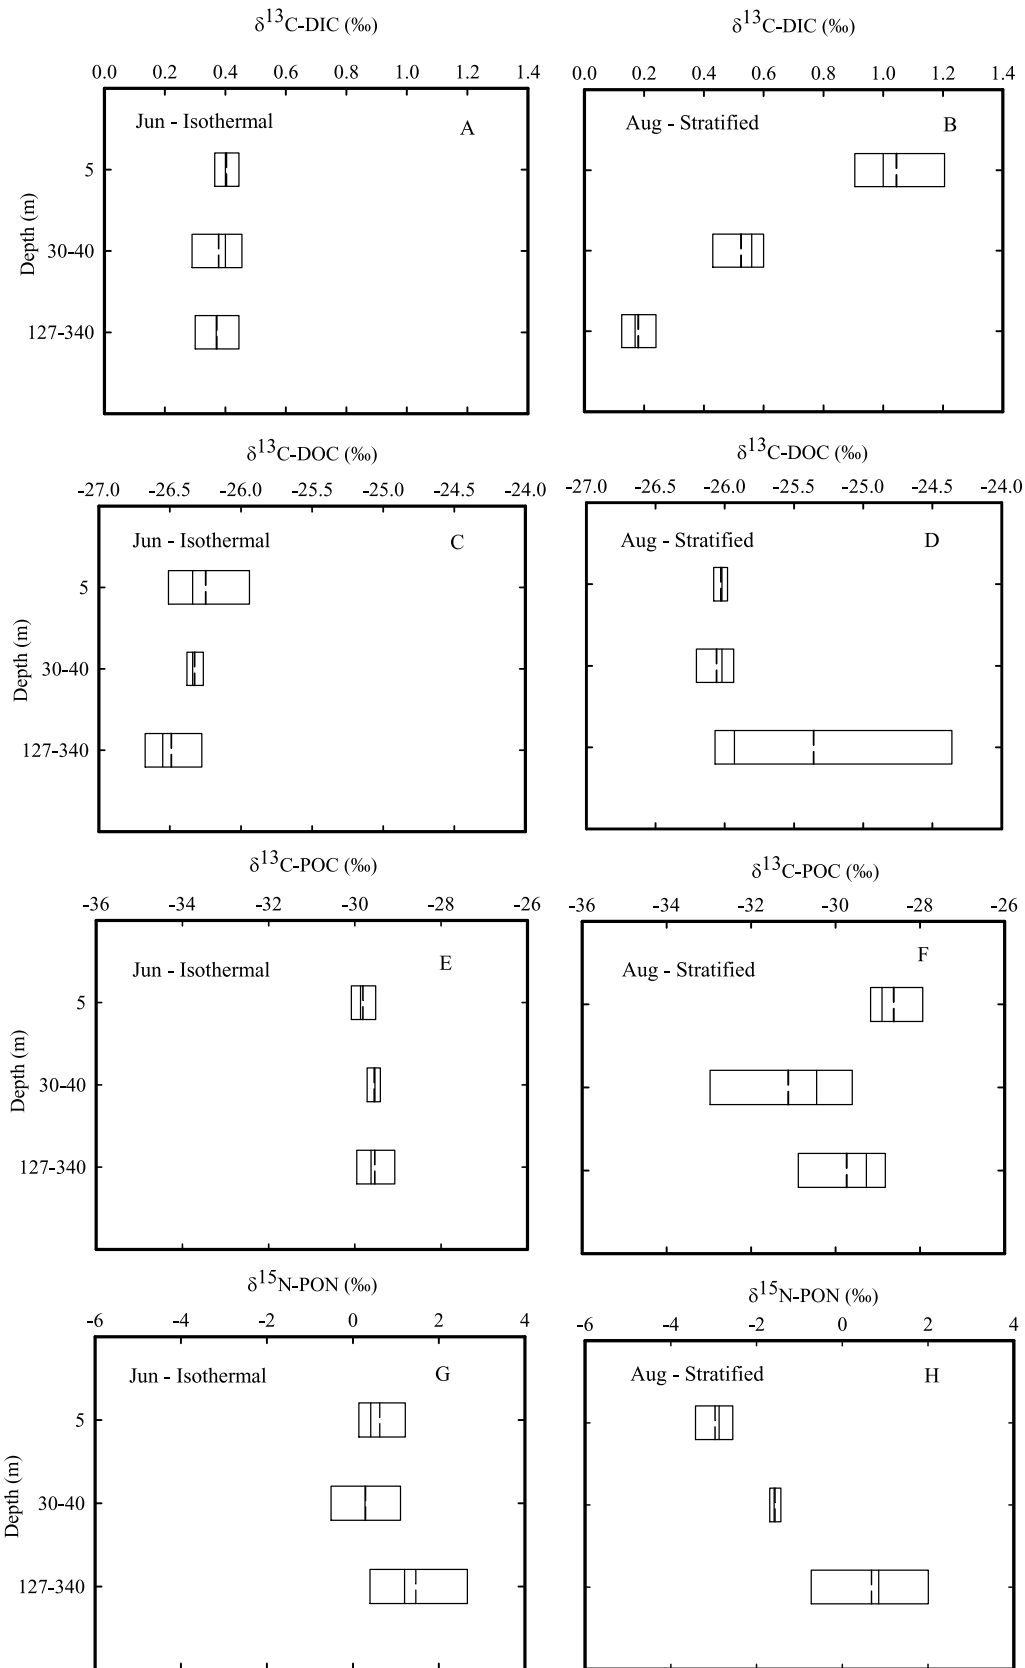 δ13C-DIC (‰)
0.0 0.2 0.4 0.6 0.8 1.0 1.2 1.4
Jun - Isothermal A
5
30-40
127-340
Depth (m)
δ13C-DIC (‰)
0.0 0.2 0.4 0.6 0.8 1.0 1.2 1.4
Aug - Stratified B
δ13C-DOC (‰)
-27.0 -26.5 -26.0 -25.5 -25.0 -24.5 -24.0
Jun - Isothermal C
5
30-40
127-340
Depth (m)
δ13C-DOC (‰)
-27.0 -26.5 -26.0 -25.5 -25.0 -24.5 -24.0
Aug - Stratified D
δ13C-POC (‰)
-36 -34 -32 -30 -28 -26
Jun - Isothermal E
5
30-40
127-340
Depth (m)
δ13C-POC (‰)
-36 -34 -32 -30 -28 -26
Aug - Stratified F
δ15N-PON (‰)
-6 -4 -2 0 2 4
Jun - Isothermal G
5
30-40
127-340
Depth (m)
δ15N-PON (‰)
-6 -4 -2 0 2 4
Aug - Stratified H